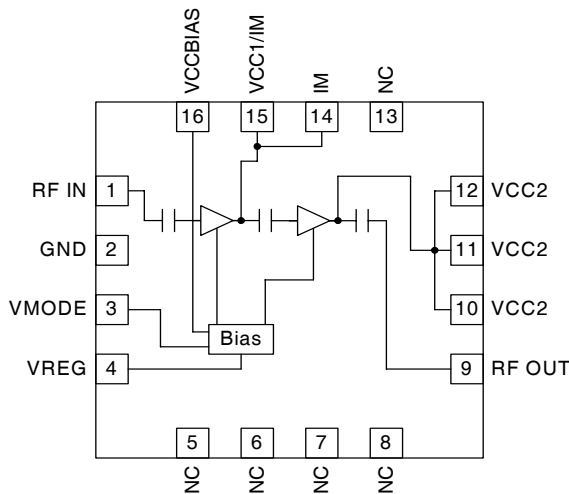 VCCBIAS
VCC1/IM
IM
NC
16
15
14
13
RF IN
1
12
VCC2
GND
2
11
VCC2
VMODE
3
10
VCC2
Bias
VREG
4
9
RF OUT
5
6
7
8
NC
NC
NC
NC